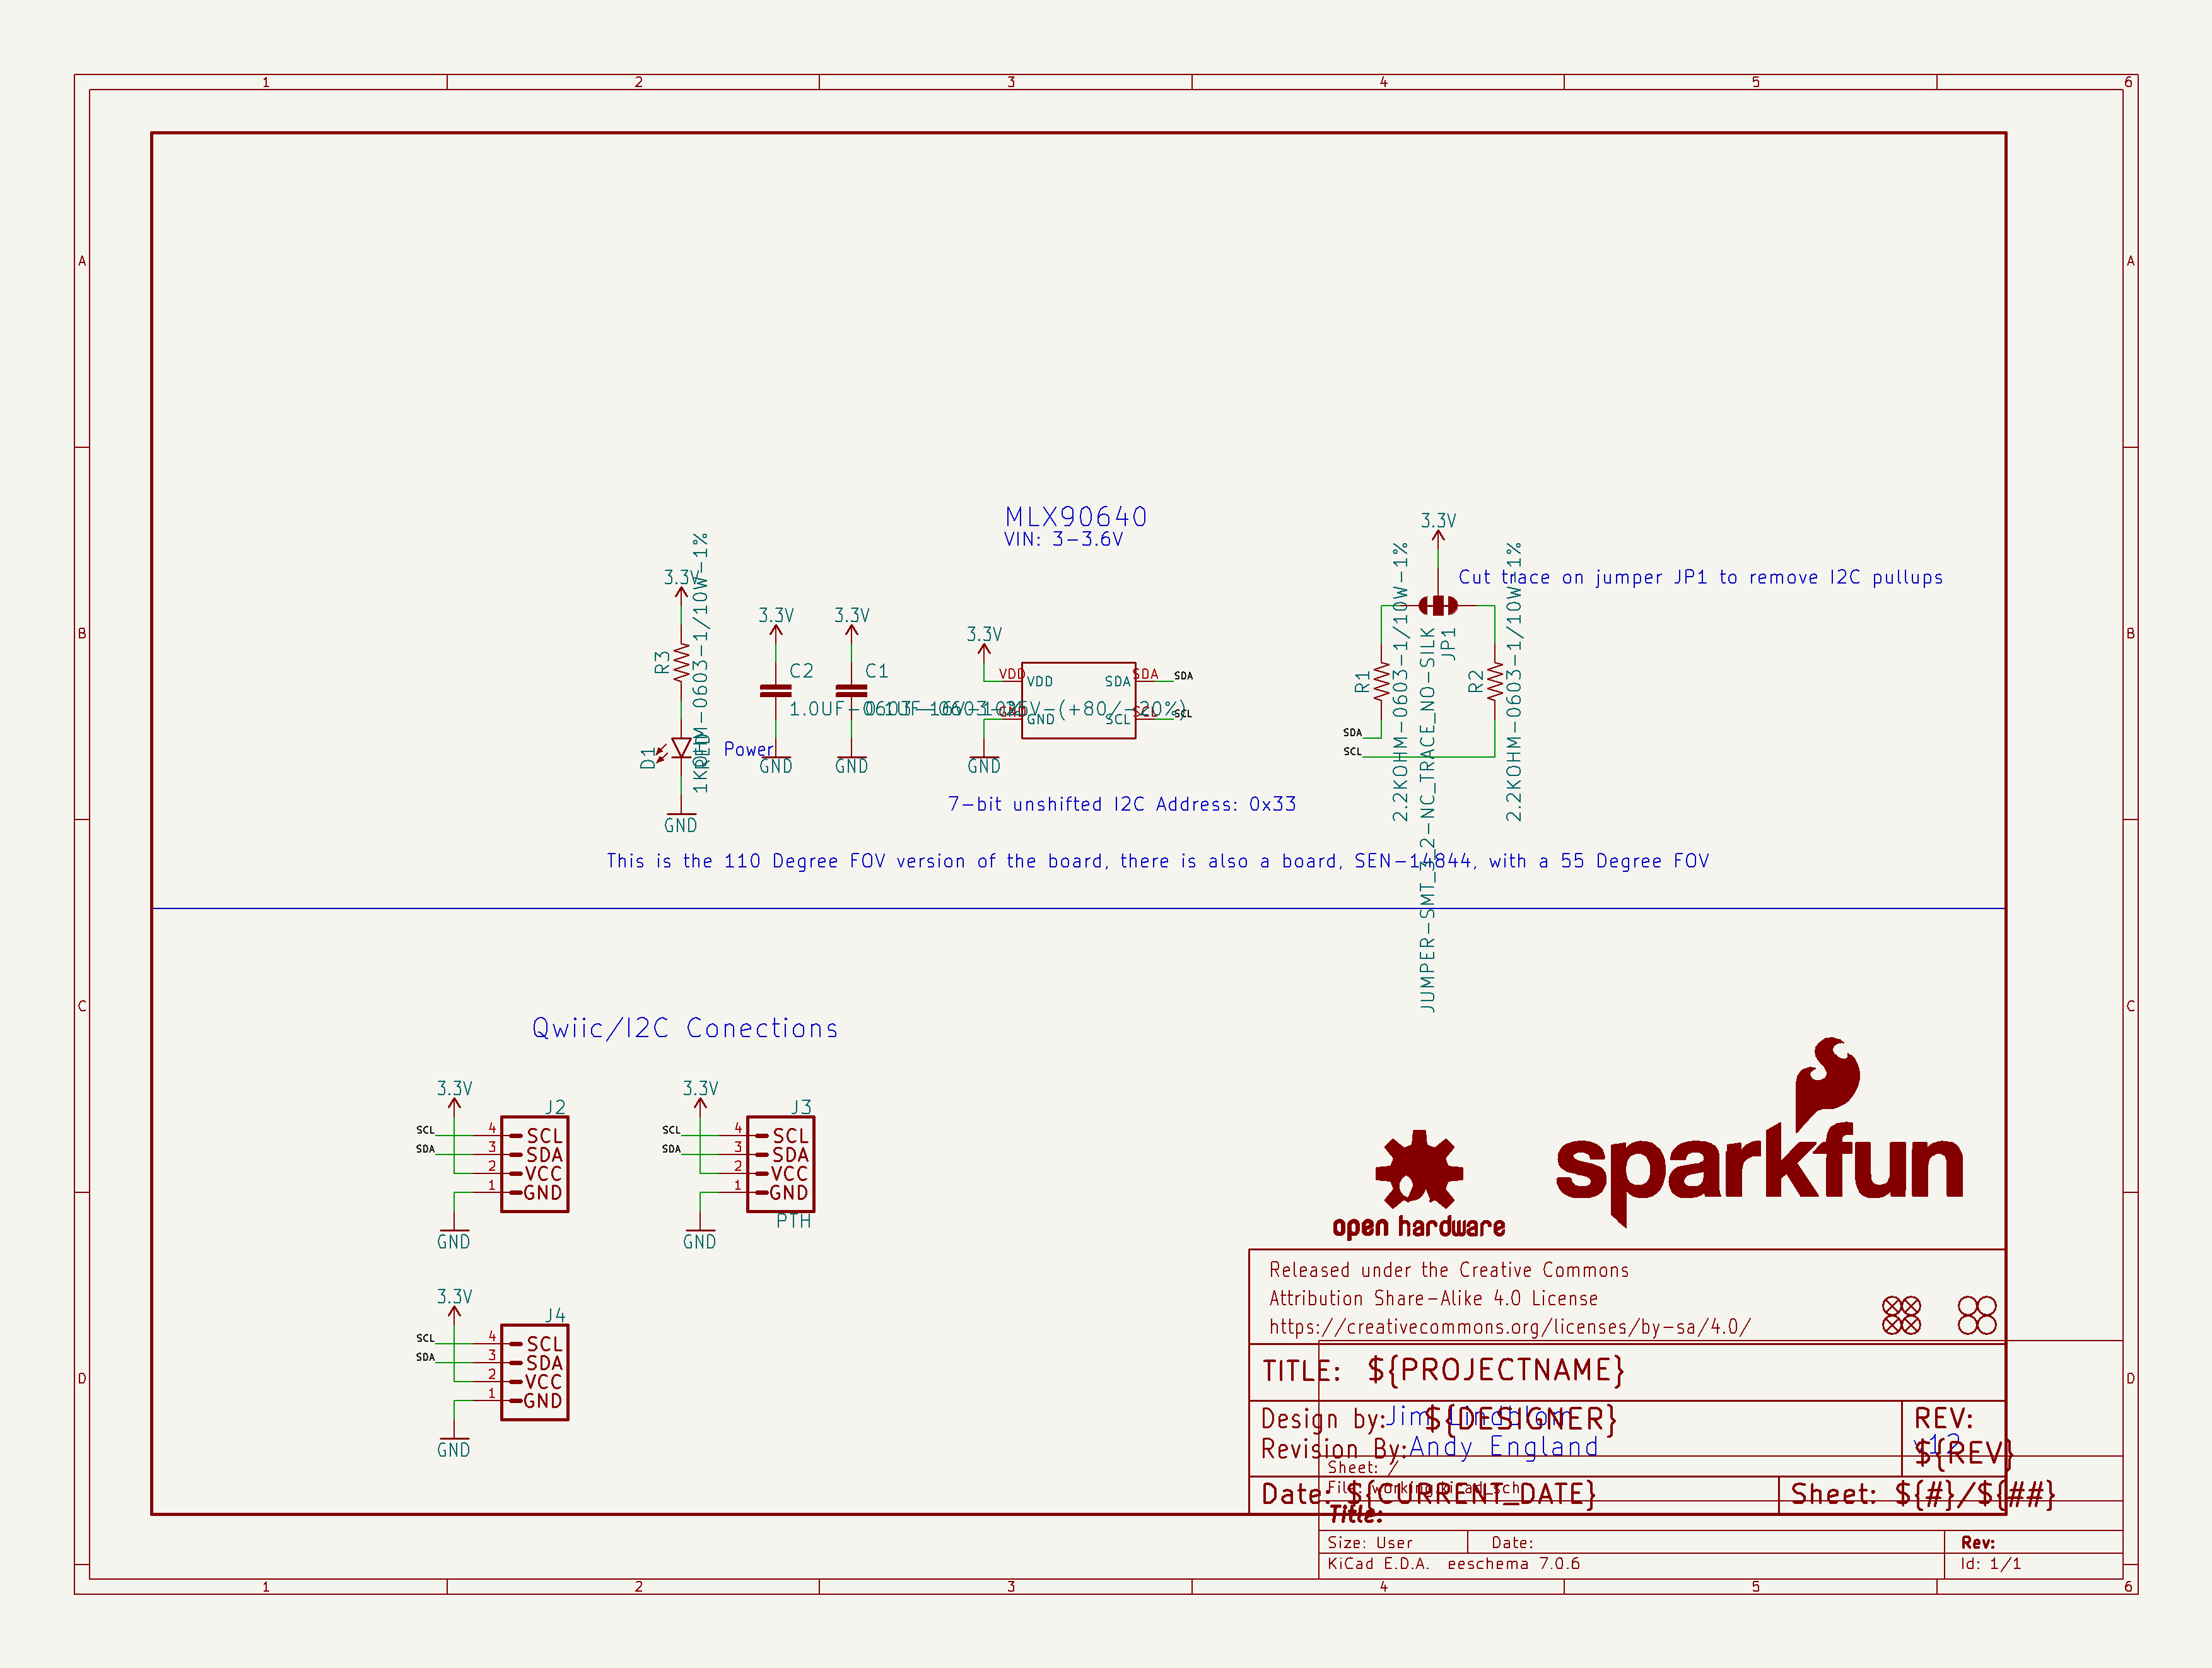 1 2 3 4 5 6
A A
MLX90640
VIN: 3-3.6V
3.3V
Cut trace on jumper JP1 to remove I2C pullups
3.3V
R3
1KOHM-0603-1/10W-1%
D1
RED
Power
GND
3.3V
C2
1.0UF-0603-16V-10%
GND
3.3V
C1
0.1UF-0603-25V-(+80/-20%)
GND
3.3V
VDD VDD SDA SDA SDA
GND GND SCL SCL SCL
GND
R1
2.2KOHM-0603-1/10W-1%
JP1
JUMPER-SMT_3_2-NC_TRACE_NO-SILK
R2
2.2KOHM-0603-1/10W-1%
SDA
SCL
B B
7-bit unshifted I2C Address: 0x33
This is the 110 Degree FOV version of the board, there is also a board, SEN-14844, with a 55 Degree FOV
C C
Qwiic/I2C Conections
3.3V
J2
SCL 4 SCL
SDA 3 SDA
2 VCC
1 GND
GND
3.3V
J3
SCL 4 SCL
SDA 3 SDA
2 VCC
1 GND
PTH
GND
3.3V
J4
SCL 4 SCL
SDA 3 SDA
2 VCC
1 GND
GND
open hardware
sparkfun
Released under the Creative Commons
Attribution Share-Alike 4.0 License
https://creativecommons.org/licenses/by-sa/4.0/
D D
TITLE: ${PROJECTNAME}
Design by: Jim Lindblom ${DESIGNER}
REV:
v12
${REV}
Revision By: Andy England
Sheet: /
File: working.kicad_sch
Date: ${CURRENT_DATE}
Sheet: ${#}/${##}
Title:
Size: User Date: Rev:
KiCad E.D.A. eeschema 7.0.6 Id: 1/1
1 2 3 4 5 6